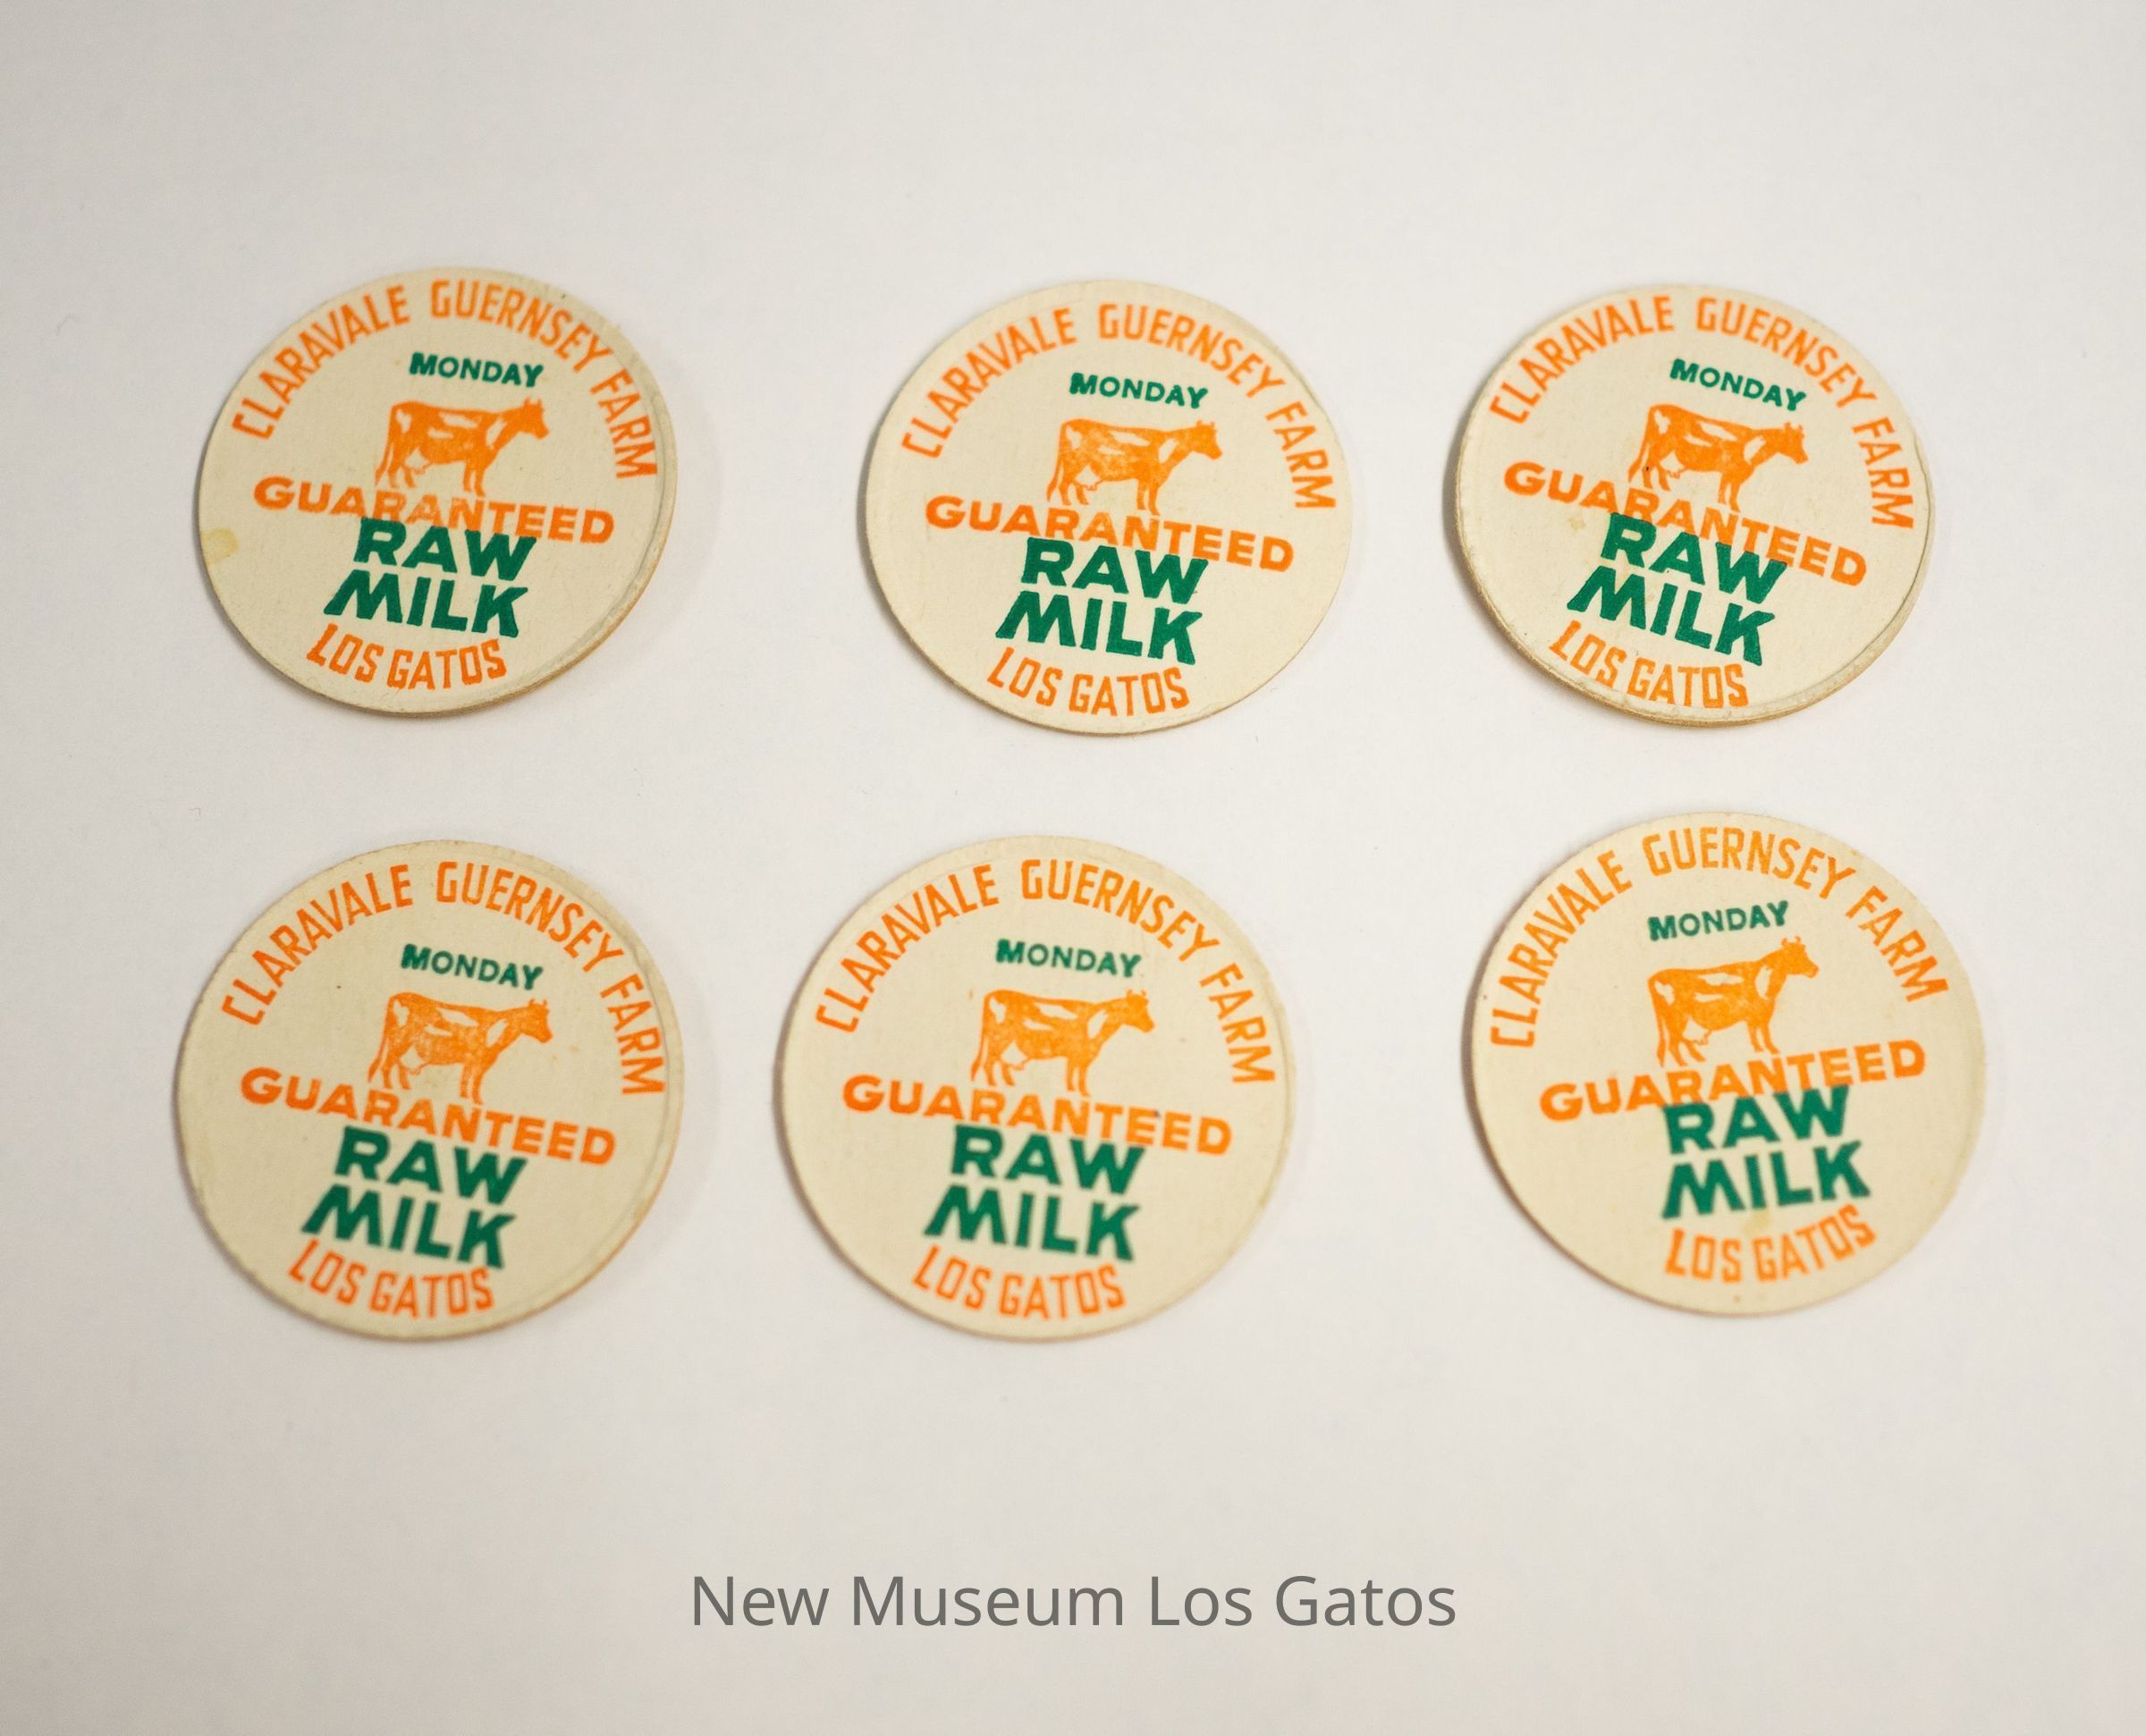 CLARAVALE GUERNSEY FARM
MONDAY
GUARANTEED
RAW
MILK
LOS GATOS
CLARAVALE GUERNSEY FARM
MONDAY
GUARANTEED
RAW
MILK
LOS GATOS
CLARAVALE GUERNSEY FARM
MONDAY
GUARANTEED
RAW
MILK
LOS GATOS
CLARAVALE GUERNSEY FARM
MONDAY
GUARANTEED
RAW
MILK
LOS GATOS
CLARAVALE GUERNSEY FARM
MONDAY
GUARANTEED
RAW
MILK
LOS GATOS
CLARAVALE GUERNSEY FARM
MONDAY
GUARANTEED
RAW
MILK
LOS GATOS
New Museum Los Gatos